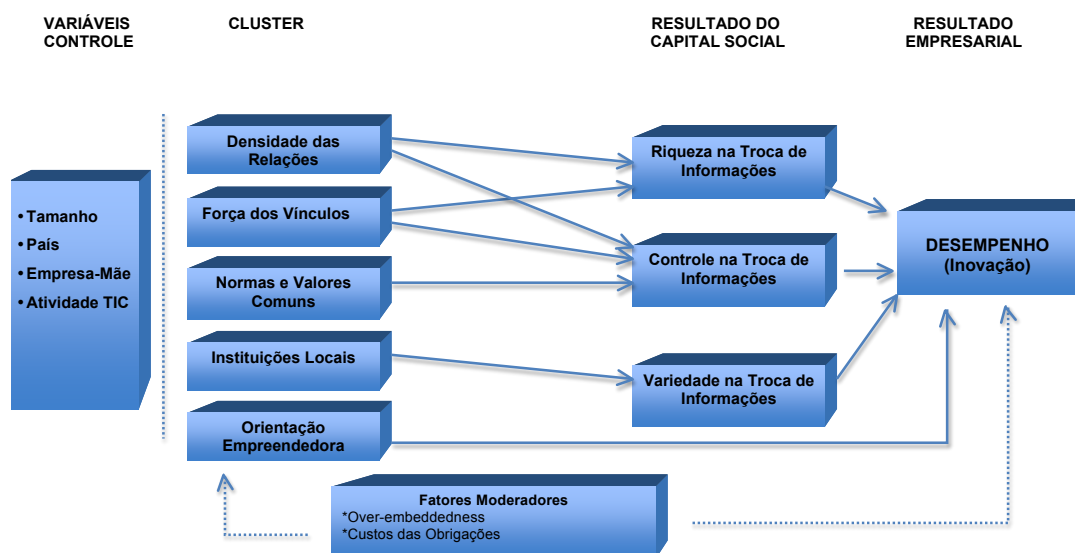 VARIÁVEIS
CONTROLE
CLUSTER
RESULTADO DO
CAPITAL SOCIAL
RESULTADO
EMPRESARIAL
• Tamanho
• País
• Empresa-Mãe
• Atividade TIC
Densidade das
Relações
Força dos Vínculos
Normas e Valores
Comuns
Instituições Locais
Orientação
Empreendedora
Riqueza na Troca de
Informações
Controle na Troca de
Informações
Variedade na Troca de
Informações
DESEMPENHO
(Inovação)
Fatores Moderadores
*Over-embeddedness
*Custos das Obrigações